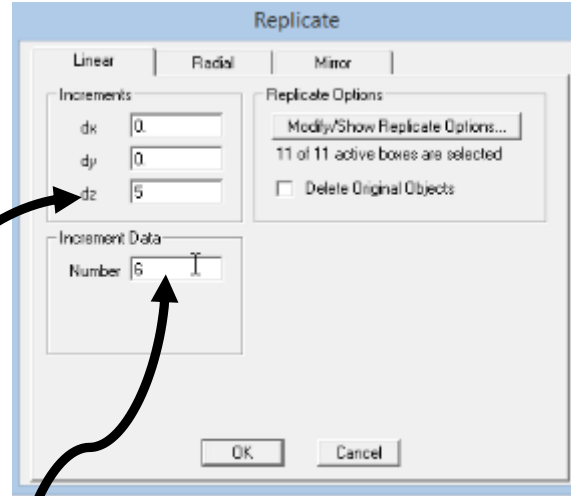 Replicate
Linear
Radial
Mirror
Increments
dx 0.
dy 0.
dz 5
Increment Data
Number 6
Replicate Options
Modify/Show Replicate Options...
11 of 11 active boxes are selected
Delete Original Objects
OK
Cancel